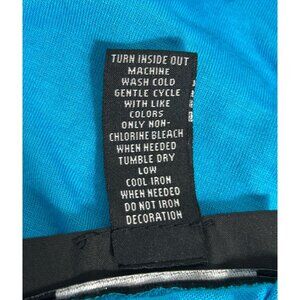 TURN INSIDE OUT
MACHINE
WASH COLD
GENTLE CYCLE
WITH LIKE
COLORS
ONLY NON-
CHLORINE BLEACH
WHEN NEEDED
TUMBLE DRY
LOW
COOL IRON
WHEN NEEDED
DO NOT IRON
DECORATION